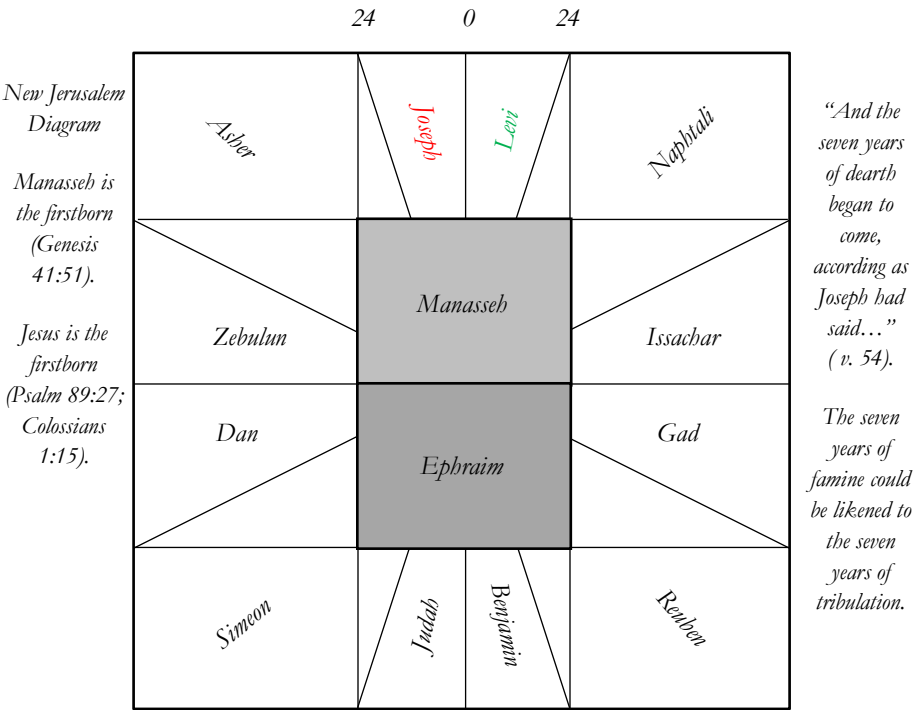 24 0 24
New Jerusalem
Diagram
Manasseh is
the firstborn
(Genesis
41:51).
Jesus is the
firstborn
(Psalm 89:27;
Colossians
1:15).
Asher
Joseph
Levi
Naphtali
Manasseh
Zebulun
Issachar
Dan
Gad
Ephraim
Simeon
Judah
Benjamin
Reuben
“And the
seven years
of dearth
began to
come,
according as
Joseph had
said…”
( v. 54).
The seven
years of
famine could
be likened to
the seven
years of
tribulation.